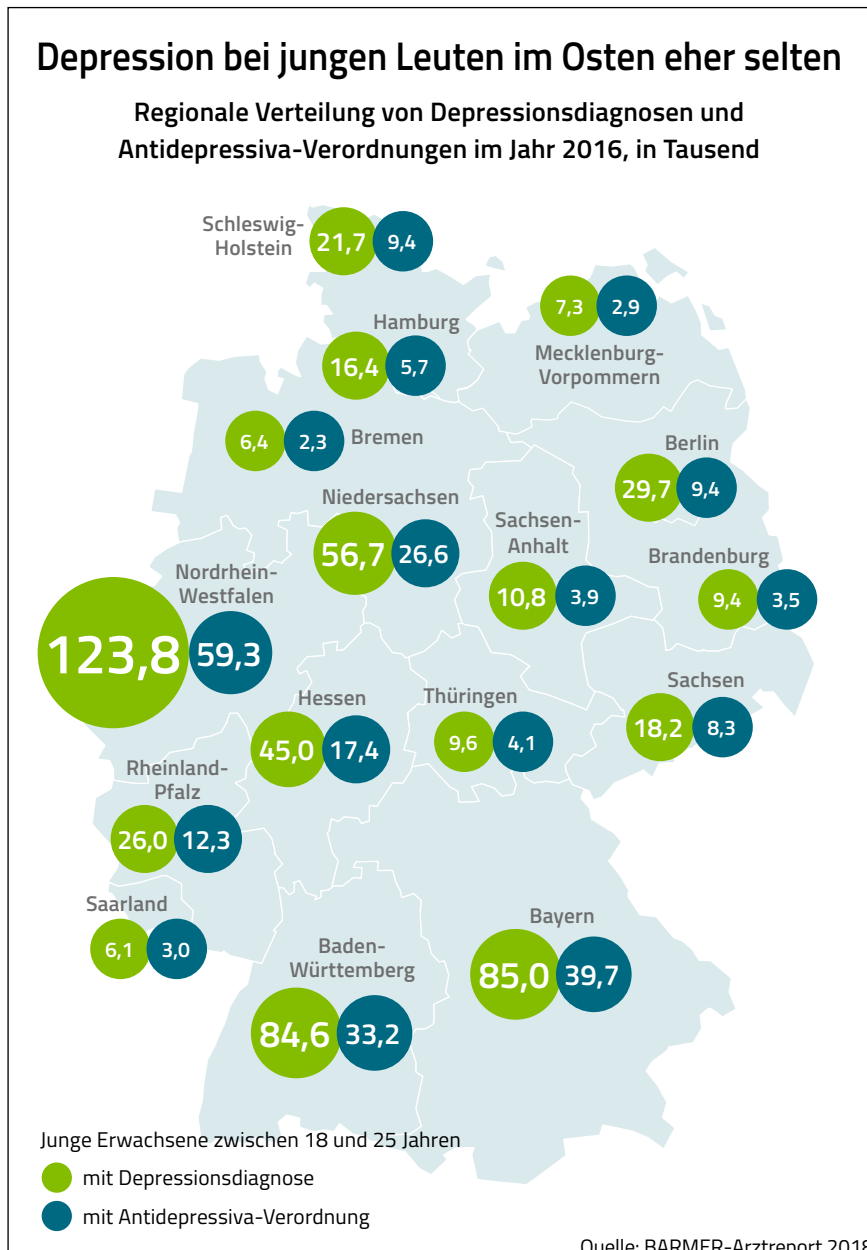 Depression bei jungen Leuten im Osten eher selten
Regionale Verteilung von Depressionsdiagnosen und
Antidepressiva-Verordnungen im Jahr 2016, in Tausend
Schleswig-
Holstein
21,7
9,4
7,3
2,9
Mecklenburg-
Vorpommern
Hamburg
16,4
5,7
6,4
2,3
Bremen
Berlin
29,7
9,4
Niedersachsen
56,7
26,6
Sachsen-
Anhalt
10,8
3,9
Brandenburg
9,4
3,5
Nordrhein-
Westfalen
123,8
59,3
Hessen
45,0
17,4
Thüringen
9,6
4,1
Sachsen
18,2
8,3
Rheinland-
Pfalz
26,0
12,3
Saarland
6,1
3,0
Baden-
Württemberg
84,6
33,2
Bayern
85,0
39,7
Junge Erwachsene zwischen 18 und 25 Jahren
mit Depressionsdiagnose
mit Antidepressiva-Verordnung
Quelle: BARMER-Arztreport 2018